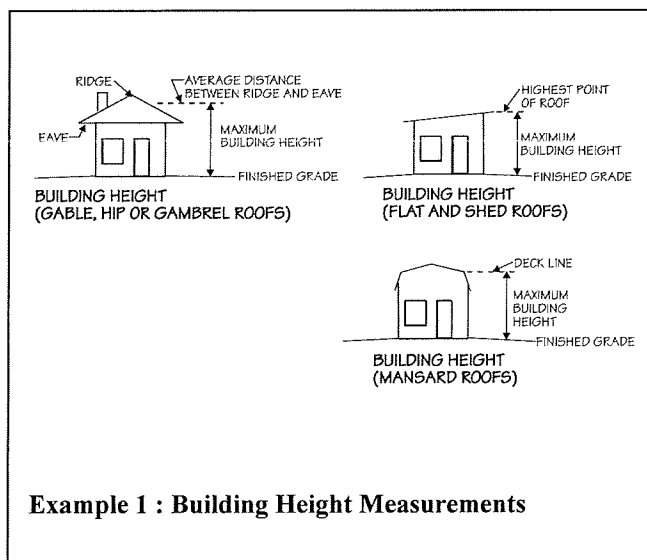 RIDGE
AVERAGE DISTANCE
BETWEEN RIDGE AND EAVE
EAVE
MAXIMUM
BUILDING HEIGHT
FINISHED GRADE
BUILDING HEIGHT
(GABLE, HIP OR GAMBREL ROOFS)
HIGHEST POINT
OF ROOF
MAXIMUM
BUILDING HEIGHT
FINISHED GRADE
BUILDING HEIGHT
(FLAT AND SHED ROOFS)
DECK LINE
MAXIMUM
BUILDING
HEIGHT
FINISHED GRADE
BUILDING HEIGHT
(MANSARD ROOFS)
Example 1 : Building Height Measurements